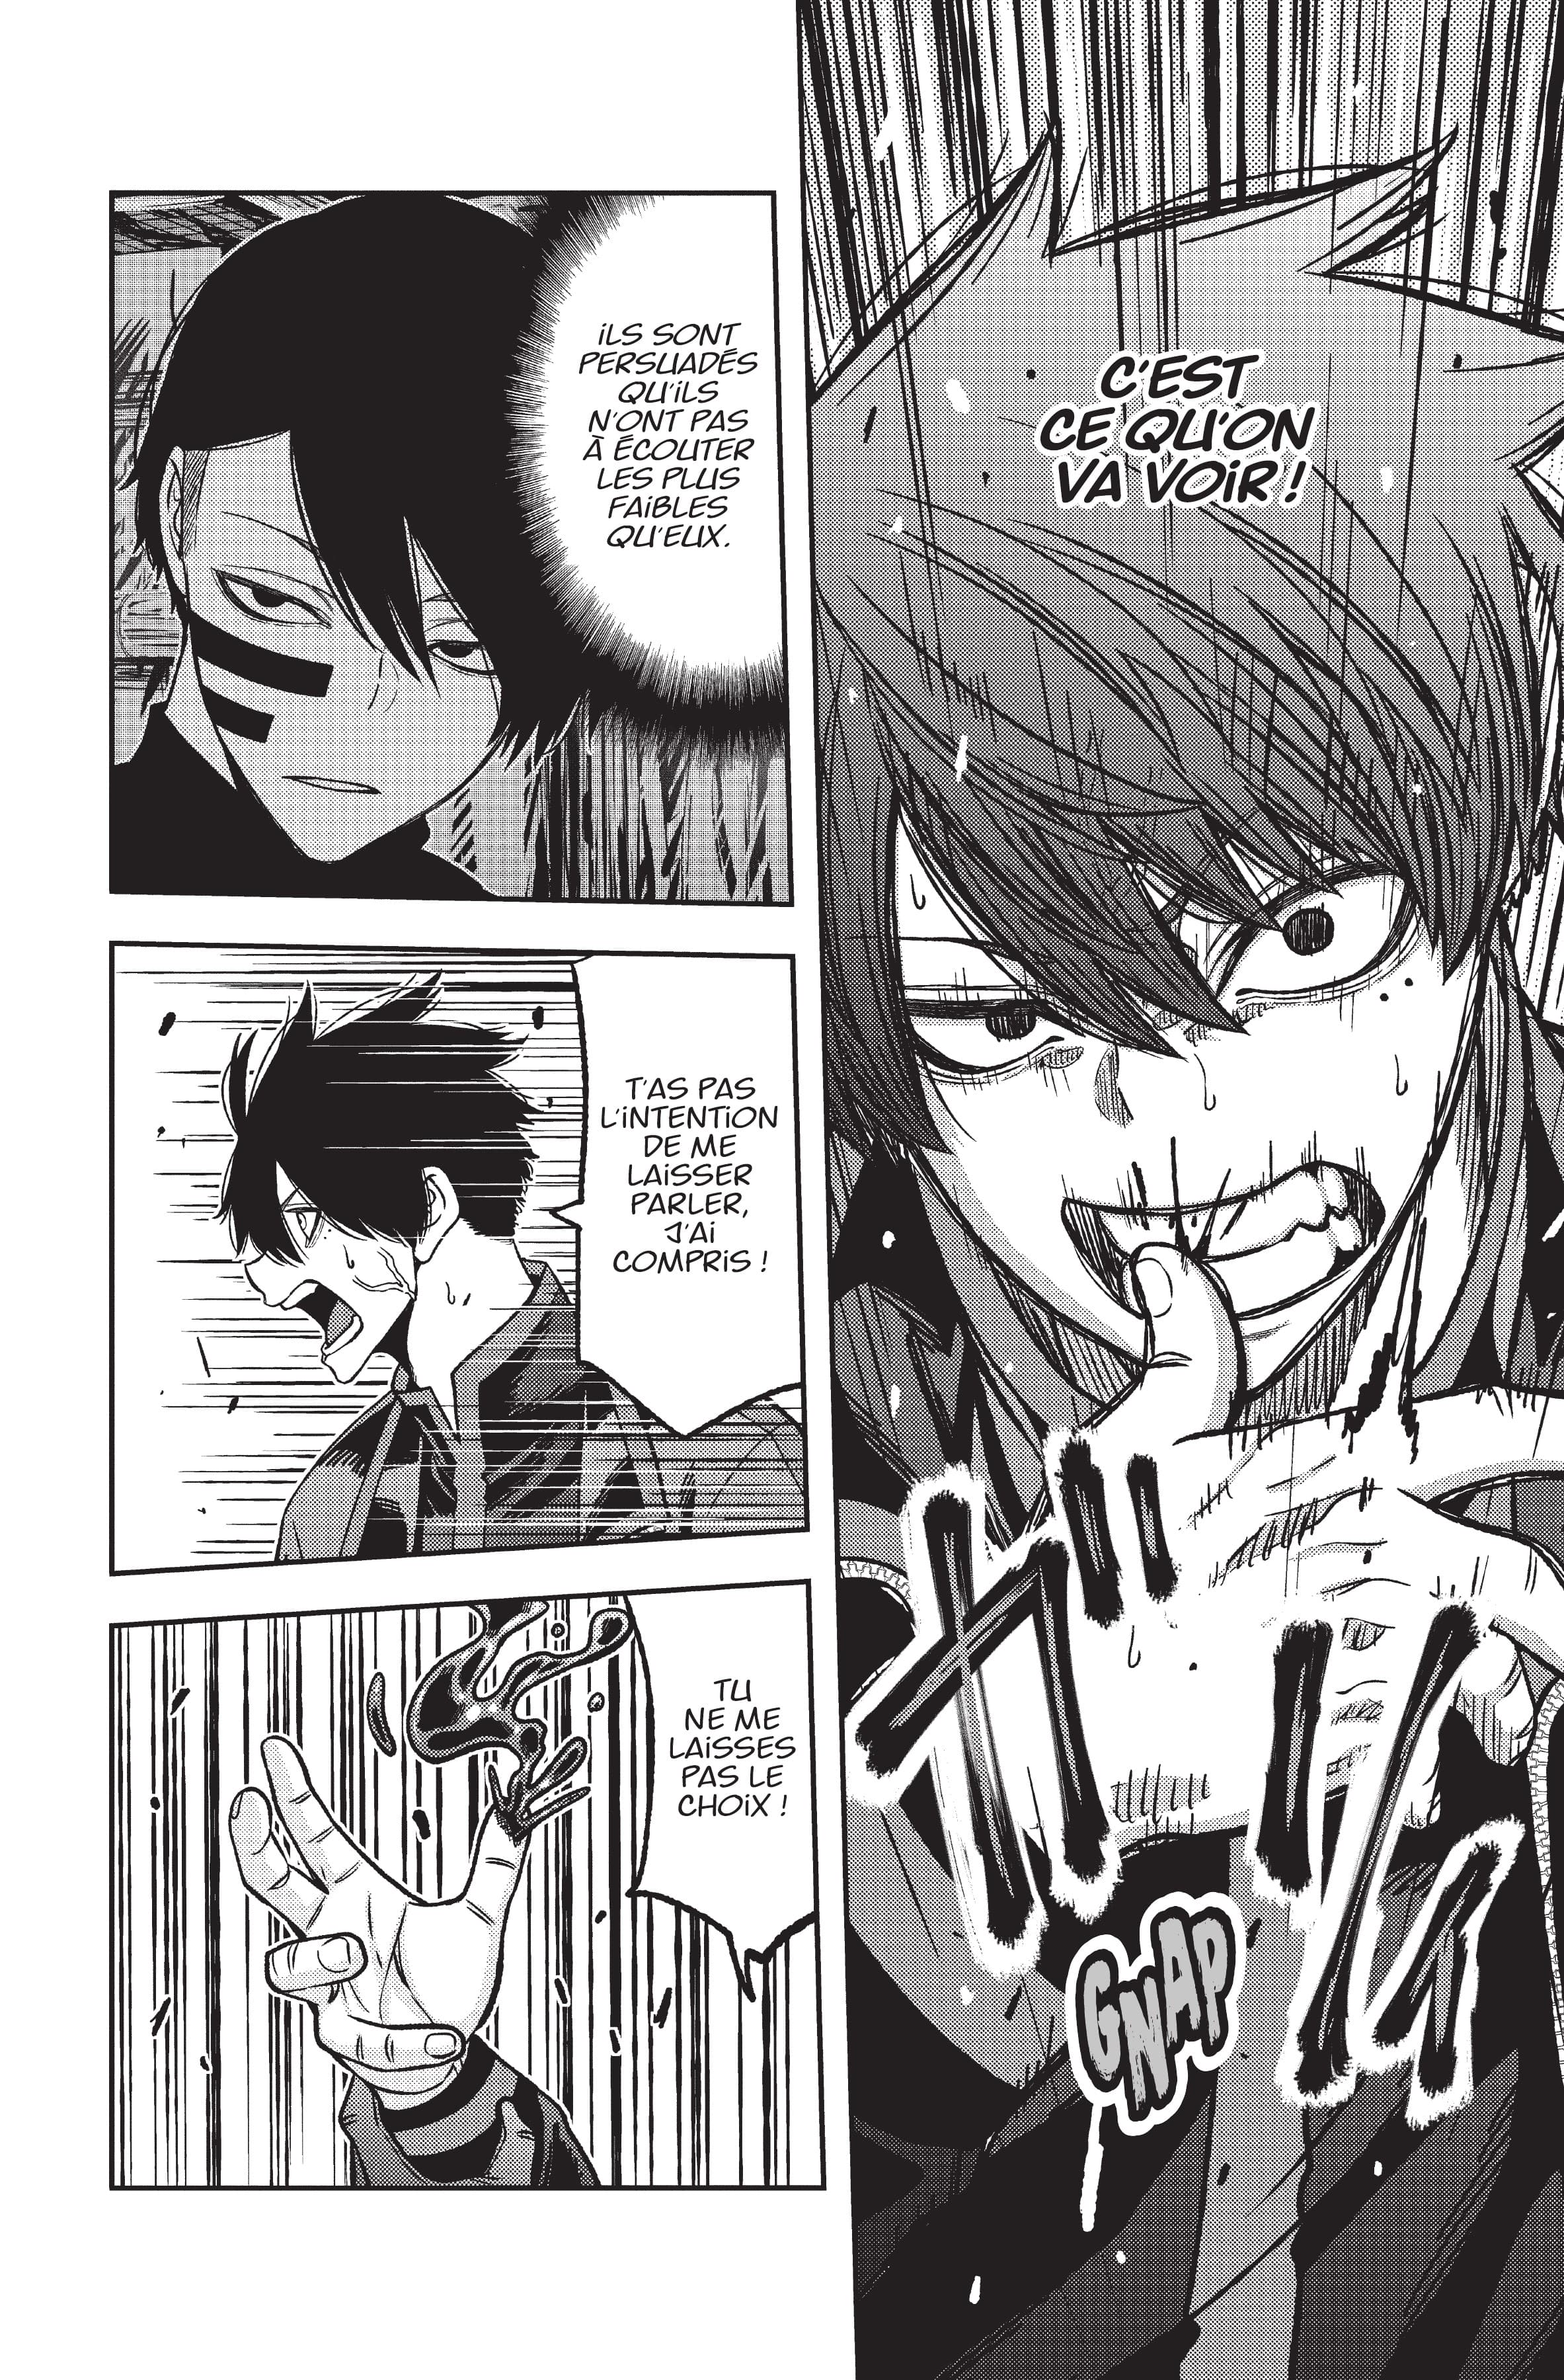 C'EST
CE QU'ON
VA VOIR !
GNAP
ILS SONT
PERSUADÉS
QU'ILS
N'ONT PAS
À ÉCOUTER
LES PLUS
FAIBLES
QU'EUX.
T'AS PAS
L'INTENTION
DE ME
LAISSER
PARLER,
J'AI
COMPRIS !
TU
NE ME
LAISSES
PAS LE
CHOIX !